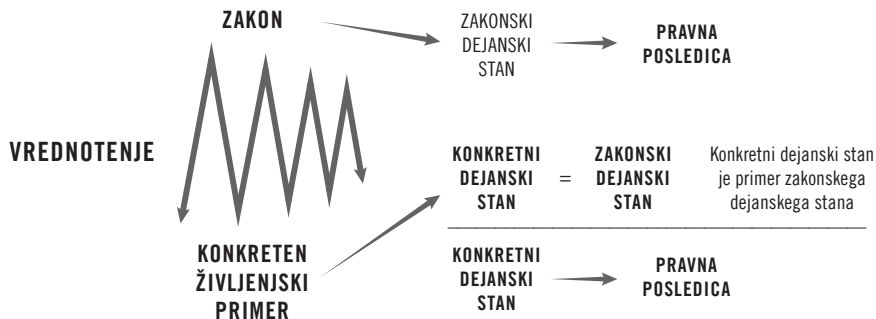 ZAKON
ZAKONSKI
DEJANSKI
STAN
PRAVNA
POSLEDICA
VREDNOTENJE
KONKRETNI
DEJANSKI
STAN
=
ZAKONSKI
DEJANSKI
STAN
Konkretni dejanski stan
je primer zakonskega
dejanskega stana
KONKRETEN
ŽIVLJENJSKI
PRIMER
KONKRETNI
DEJANSKI
STAN
PRAVNA
POSLEDICA